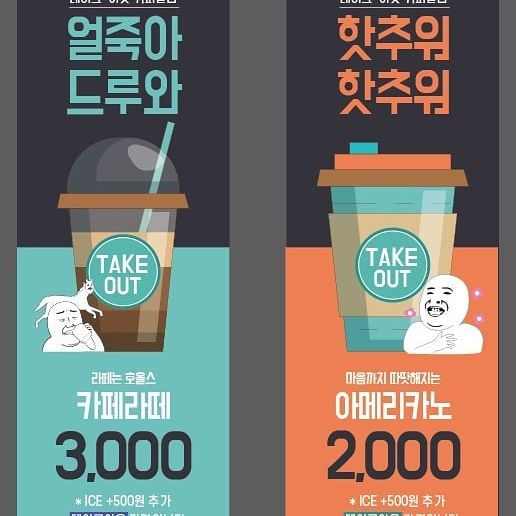 얼죽아
드루와
TAKE
OUT
라떼는 호올스
카페라떼
3,000
* ICE +500원 추가
핫추워
핫추워
TAKE
OUT
마음까지 따땃해지는
아메리카노
2,000
* ICE +500원 추가